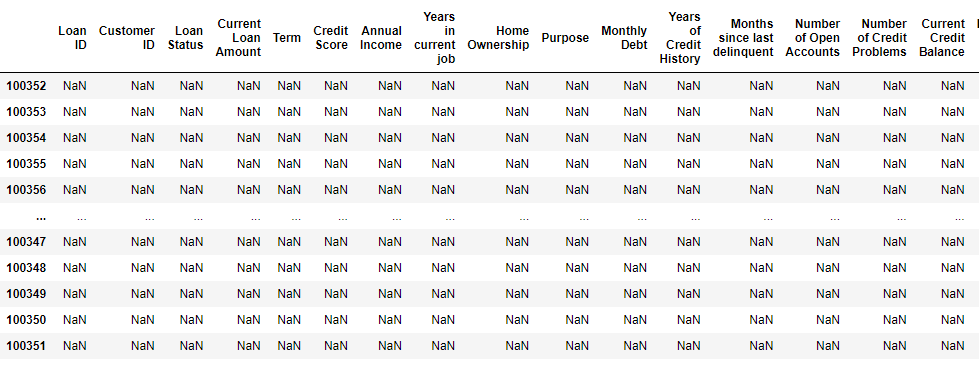 Loan ID Customer ID Loan Status Current Loan Amount Term Credit Score Annual Income Years in current job Home Ownership Purpose Monthly Debt Years of Credit History Months since last delinquent Number of Open Accounts Number of Credit Problems Current Credit Balance
100352 NaN NaN NaN NaN NaN NaN NaN NaN NaN NaN NaN NaN NaN NaN NaN NaN
100353 NaN NaN NaN NaN NaN NaN NaN NaN NaN NaN NaN NaN NaN NaN NaN NaN
100354 NaN NaN NaN NaN NaN NaN NaN NaN NaN NaN NaN NaN NaN NaN NaN NaN
100355 NaN NaN NaN NaN NaN NaN NaN NaN NaN NaN NaN NaN NaN NaN NaN NaN
100356 NaN NaN NaN NaN NaN NaN NaN NaN NaN NaN NaN NaN NaN NaN NaN NaN
... ... ... ... ... ... ... ... ... ... ... ... ... ... ... ... ...
100347 NaN NaN NaN NaN NaN NaN NaN NaN NaN NaN NaN NaN NaN NaN NaN NaN
100348 NaN NaN NaN NaN NaN NaN NaN NaN NaN NaN NaN NaN NaN NaN NaN NaN
100349 NaN NaN NaN NaN NaN NaN NaN NaN NaN NaN NaN NaN NaN NaN NaN NaN
100350 NaN NaN NaN NaN NaN NaN NaN NaN NaN NaN NaN NaN NaN NaN NaN NaN
100351 NaN NaN NaN NaN NaN NaN NaN NaN NaN NaN NaN NaN NaN NaN NaN NaN